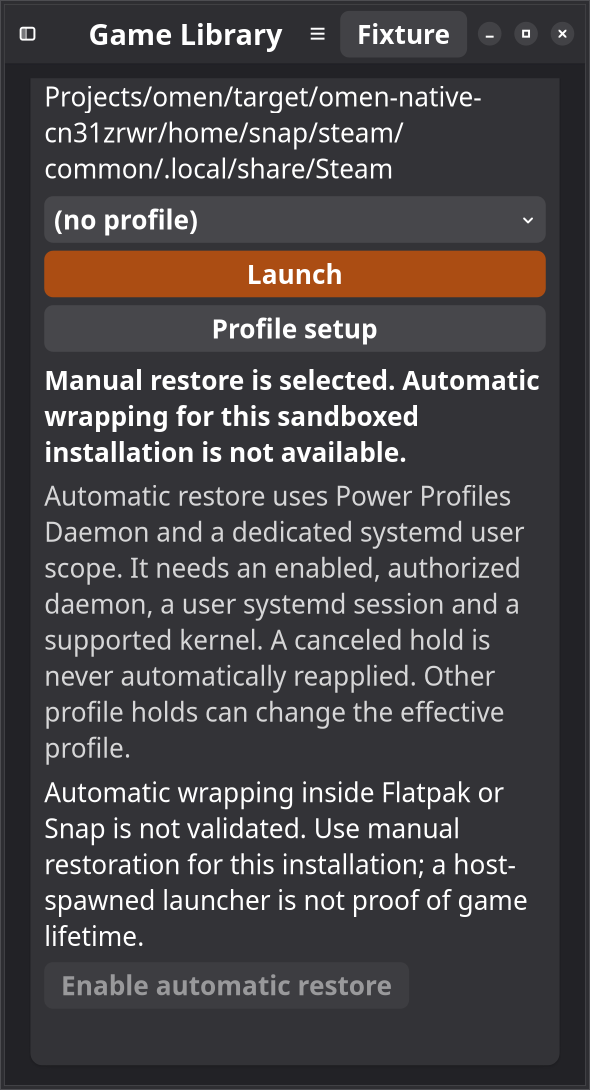 Game Library
Fixture
Projects/omen/target/omen-native-
cn31zrwr/home/snap/steam/
common/.local/share/Steam
(no profile)
Launch
Profile setup
Manual restore is selected. Automatic
wrapping for this sandboxed
installation is not available.
Automatic restore uses Power Profiles
Daemon and a dedicated systemd user
scope. It needs an enabled, authorized
daemon, a user systemd session and a
supported kernel. A canceled hold is
never automatically reapplied. Other
profile holds can change the effective
profile.
Automatic wrapping inside Flatpak or
Snap is not validated. Use manual
restoration for this installation; a host-
spawned launcher is not proof of game
lifetime.
Enable automatic restore